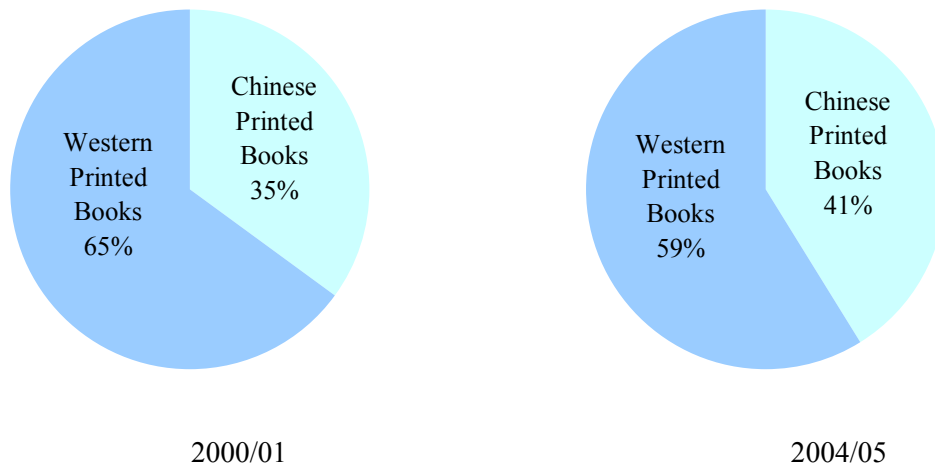 Western
Printed
Books
65%
Chinese
Printed
Books
35%
2000/01
Western
Printed
Books
59%
Chinese
Printed
Books
41%
2004/05